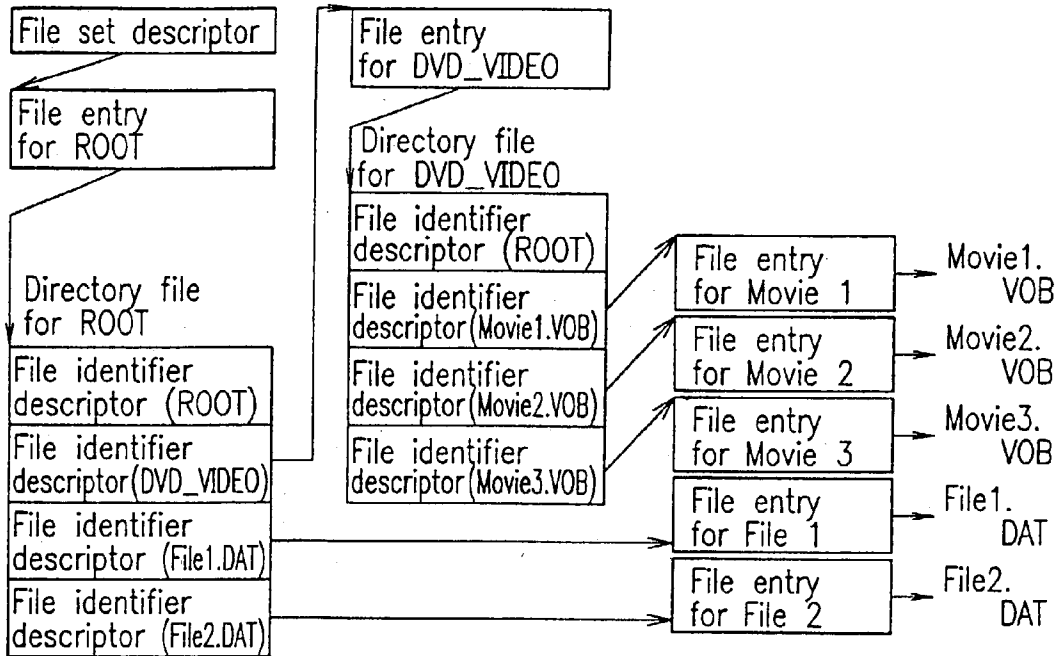 File set descriptor
File entry
for ROOT
Directory file
for ROOT
File identifier
descriptor (ROOT)
File identifier
descriptor(DVD_VIDEO)
File identifier
descriptor (File1.DAT)
File identifier
descriptor (File2.DAT)
File entry
for DVD_VIDEO
Directory file
for DVD_VIDEO
File identifier
descriptor (ROOT)
File identifier
descriptor(Movie1.VOB)
File identifier
descriptor(Movie2.VOB)
File identifier
descriptor(Movie3.VOB)
File entry
for Movie 1
Movie1.
VOB
File entry
for Movie 2
Movie2.
VOB
File entry
for Movie 3
Movie3.
VOB
File entry
for File 1
File1.
DAT
File entry
for File 2
File2.
DAT